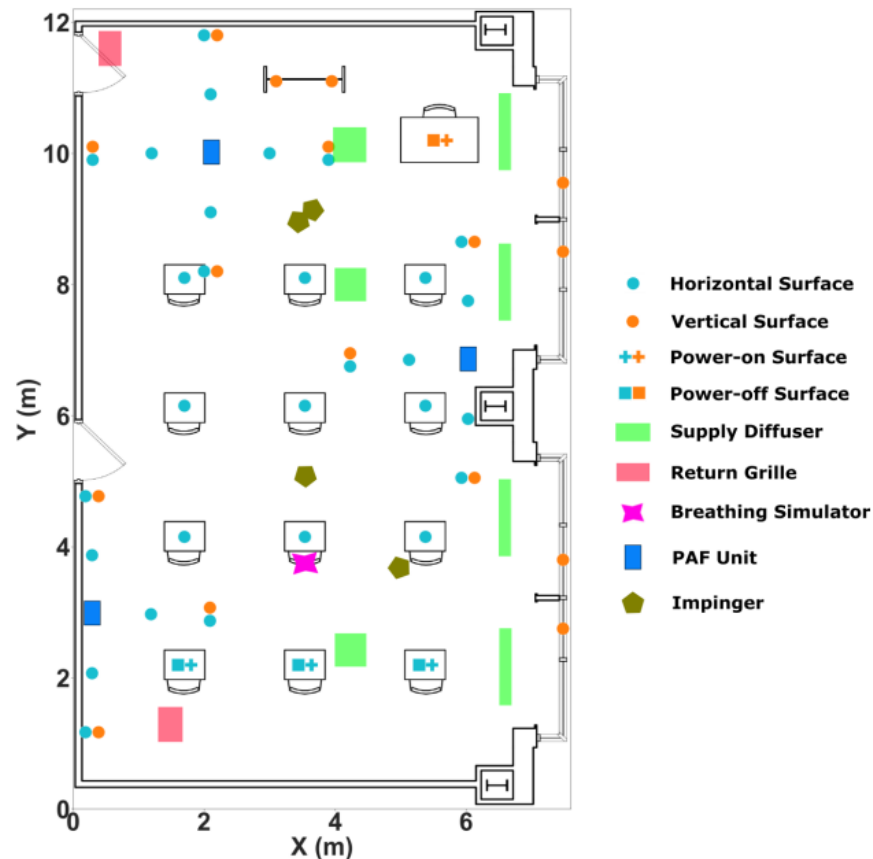 12
10
8
6
4
2
0
Y (m)
0 2 4 6
X (m)
Horizontal Surface
Vertical Surface
Power-on Surface
Power-off Surface
Supply Diffuser
Return Grille
Breathing Simulator
PAF Unit
Impinger